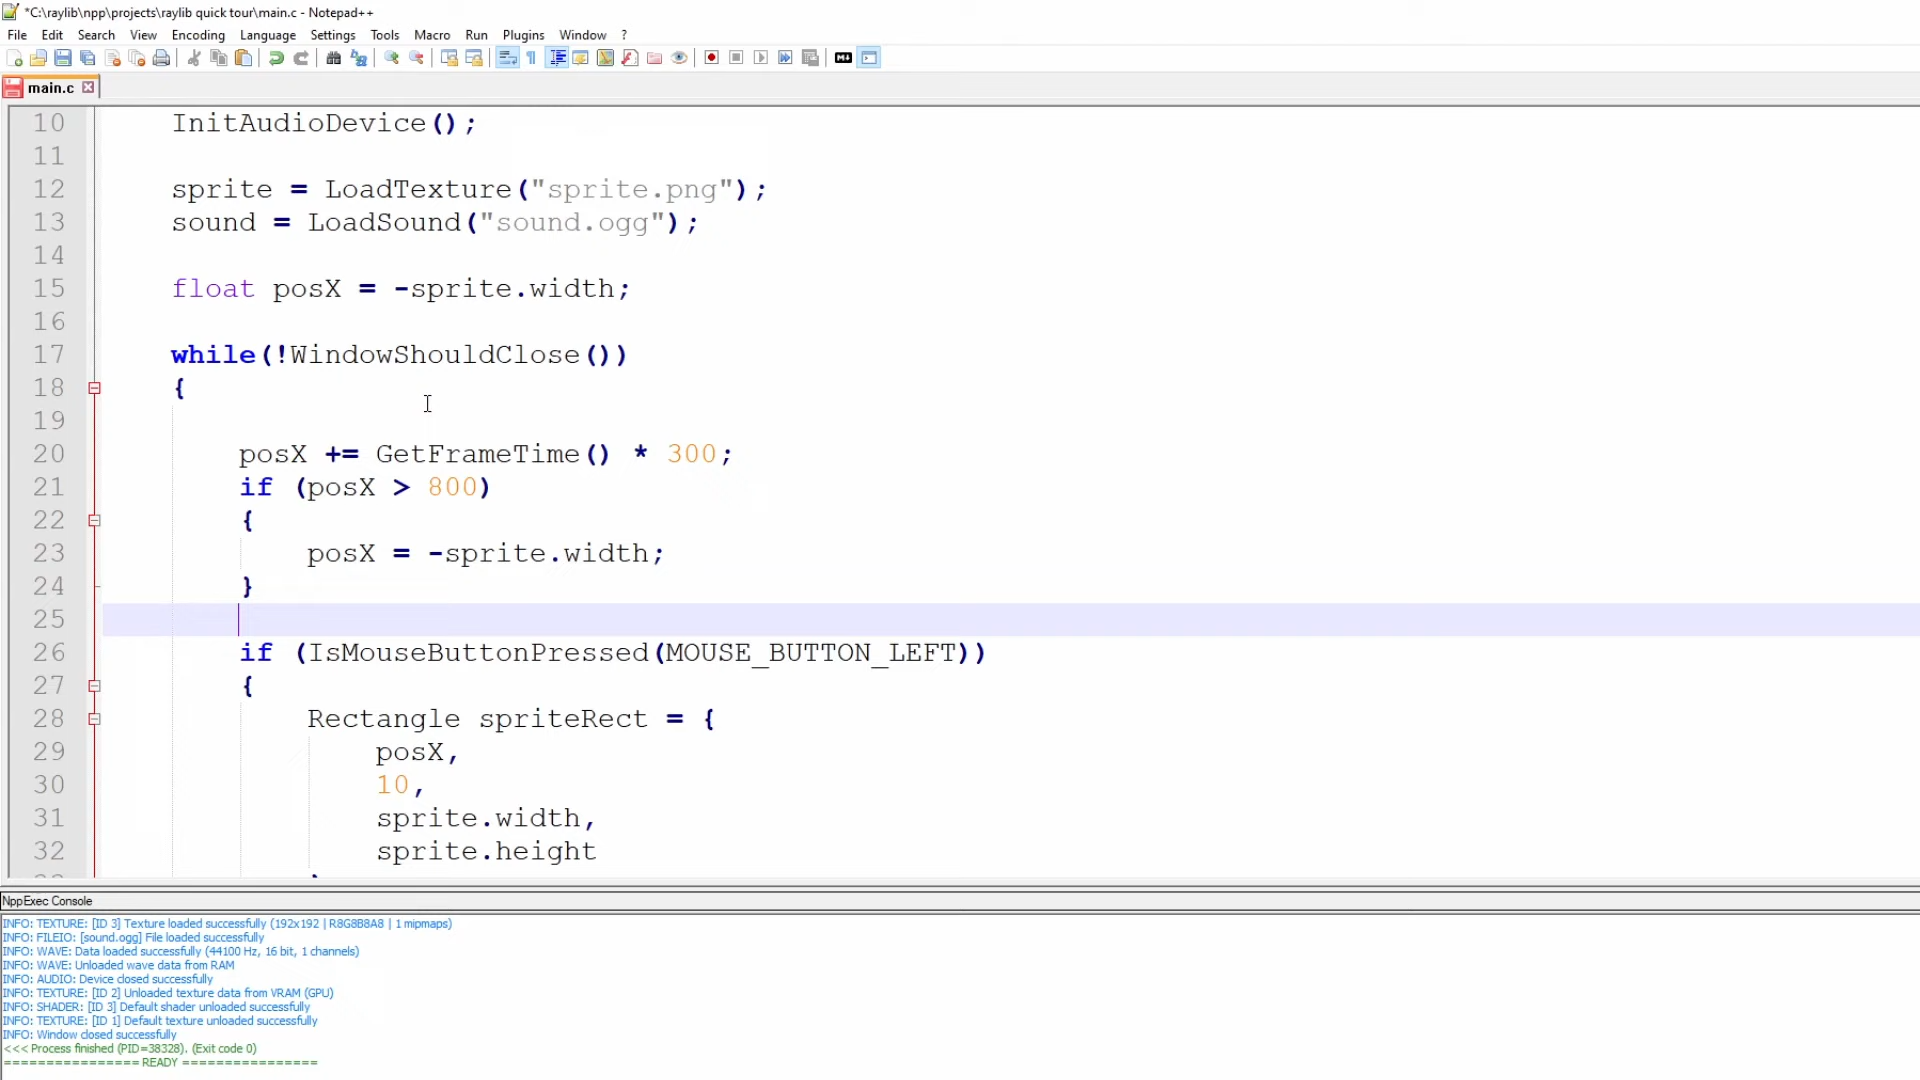 *C:\raylib\npp\projects\raylib quick tour\main.c - Notepad++
File Edit Search View Encoding Language Settings Tools Macro Run Plugins Window ?
main.c
10 InitAudioDevice();
11
12 sprite = LoadTexture("sprite.png");
13 sound = LoadSound("sound.ogg");
14
15 float posX = -sprite.width;
16
17 while(!WindowShouldClose())
18 {
19
20 posX += GetFrameTime() * 300;
21 if (posX > 800)
22 {
23 posX = -sprite.width;
24 }
25
26 if (IsMouseButtonPressed(MOUSE_BUTTON_LEFT))
27 {
28 Rectangle spriteRect = {
29 posX,
30 10,
31 sprite.width,
32 sprite.height
NppExec Console
INFO: TEXTURE: [ID 3] Texture loaded successfully (192x192 | R8G8B8A8 | 1 mipmaps)
INFO: FILEIO: [sound.ogg] File loaded successfully
INFO: WAVE: Data loaded successfully (44100 Hz, 16 bit, 1 channels)
INFO: WAVE: Unloaded wave data from RAM
INFO: AUDIO: Device closed successfully
INFO: TEXTURE: [ID 2] Unloaded texture data from VRAM (GPU)
INFO: SHADER: [ID 3] Default shader unloaded successfully
INFO: TEXTURE: [ID 1] Default texture unloaded successfully
INFO: Window closed successfully
<<< Process finished (PID=38328). (Exit code 0)
================ READY ================